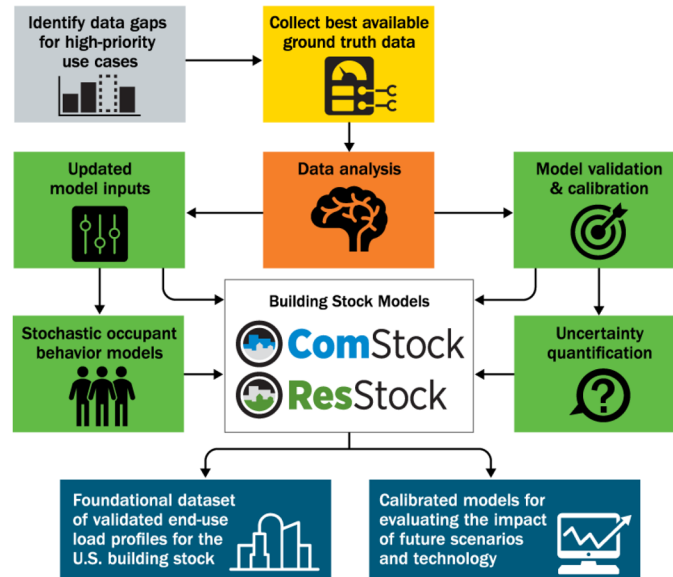 Identify data gaps
for high-priority
use cases
Collect best available
ground truth data
Updated
model inputs
Data analysis
Model validation
& calibration
Building Stock Models
ComStock
ResStock
Stochastic occupant
behavior models
Uncertainty
quantification
?
Foundational dataset
of validated end-use
load profiles for the
U.S. building stock
Calibrated models for
evaluating the impact
of future scenarios
and technology